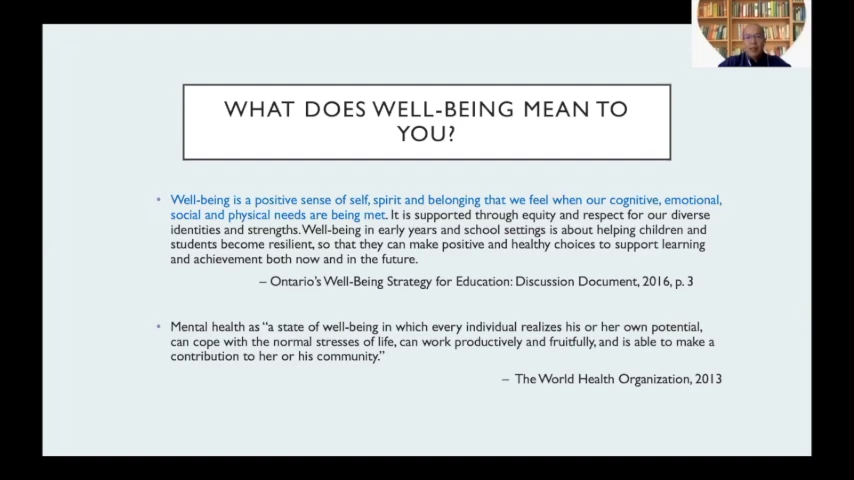 WHAT DOES WELL-BEING MEAN TO
YOU?
• Well-being is a positive sense of self, spirit and belonging that we feel when our cognitive, emotional,
social and physical needs are being met. It is supported through equity and respect for our diverse
identities and strengths. Well-being in early years and school settings is about helping children and
students become resilient, so that they can make positive and healthy choices to support learning
and achievement both now and in the future.
– Ontario's Well-Being Strategy for Education: Discussion Document, 2016, p. 3
• Mental health as “a state of well-being in which every individual realizes his or her own potential,
can cope with the normal stresses of life, can work productively and fruitfully, and is able to make a
contribution to her or his community.”
– The World Health Organization, 2013